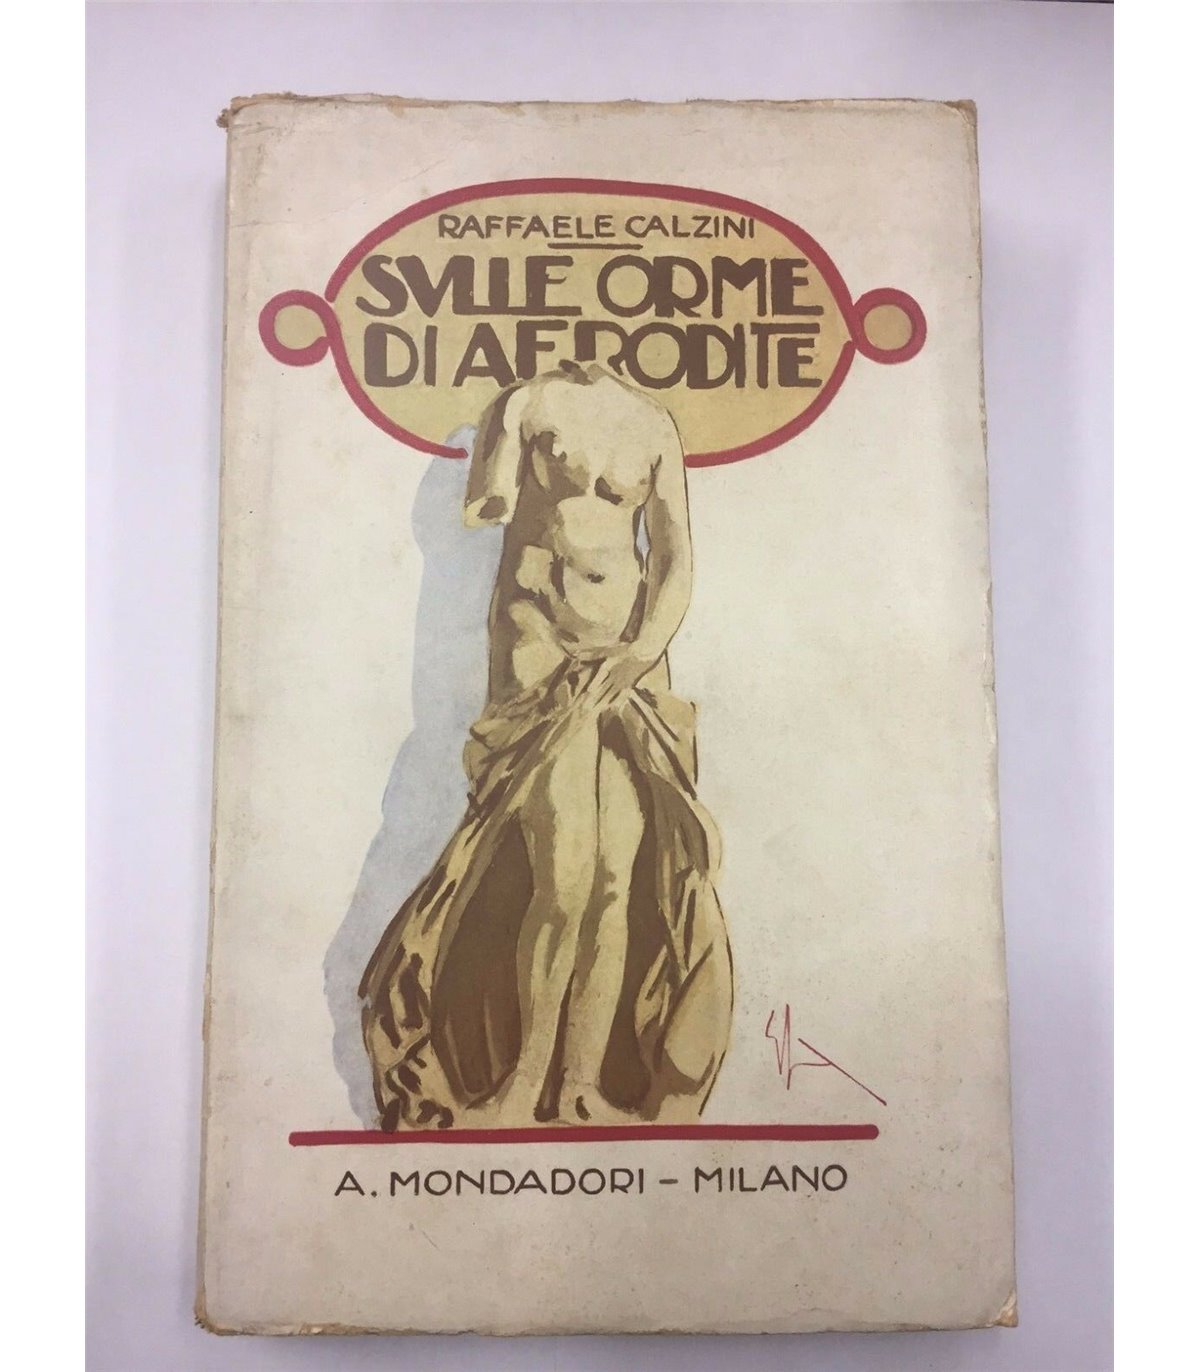 RAFFAELE CALZINI
SVLLE ORME
DI AFRODITE
A. MONDADORI - MILANO